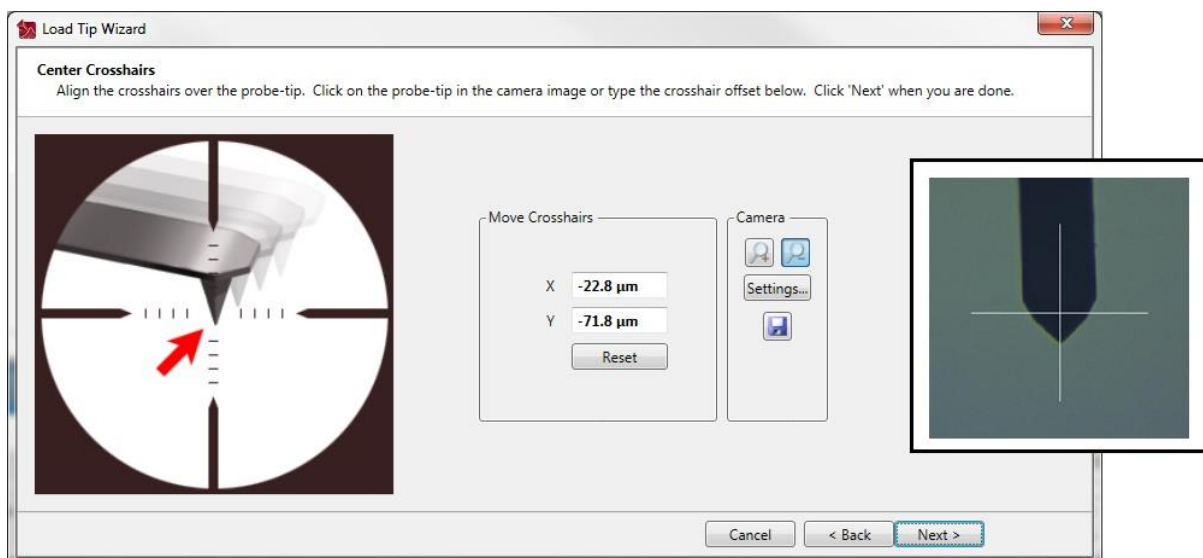 Load Tip Wizard
Center Crosshairs
Align the crosshairs over the probe-tip. Click on the probe-tip in the camera image or type the crosshair offset below. Click 'Next' when you are done.
Move Crosshairs
X -22.8 µm
Y -71.8 µm
Reset
Camera
Settings...
Cancel
< Back
Next >